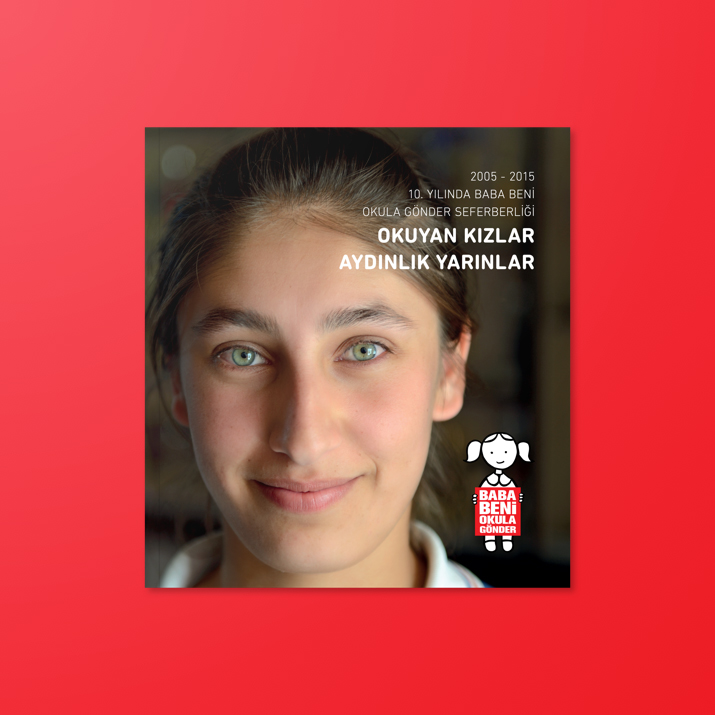 2005 - 2015
10. YILINDA BABA BENİ
OKULA GÖNDER SEFERBERLİĞİ
OKUYAN KIZLAR
AYDINLIK YARINLAR
BABA
BENİ
OKULA
GÖNDER